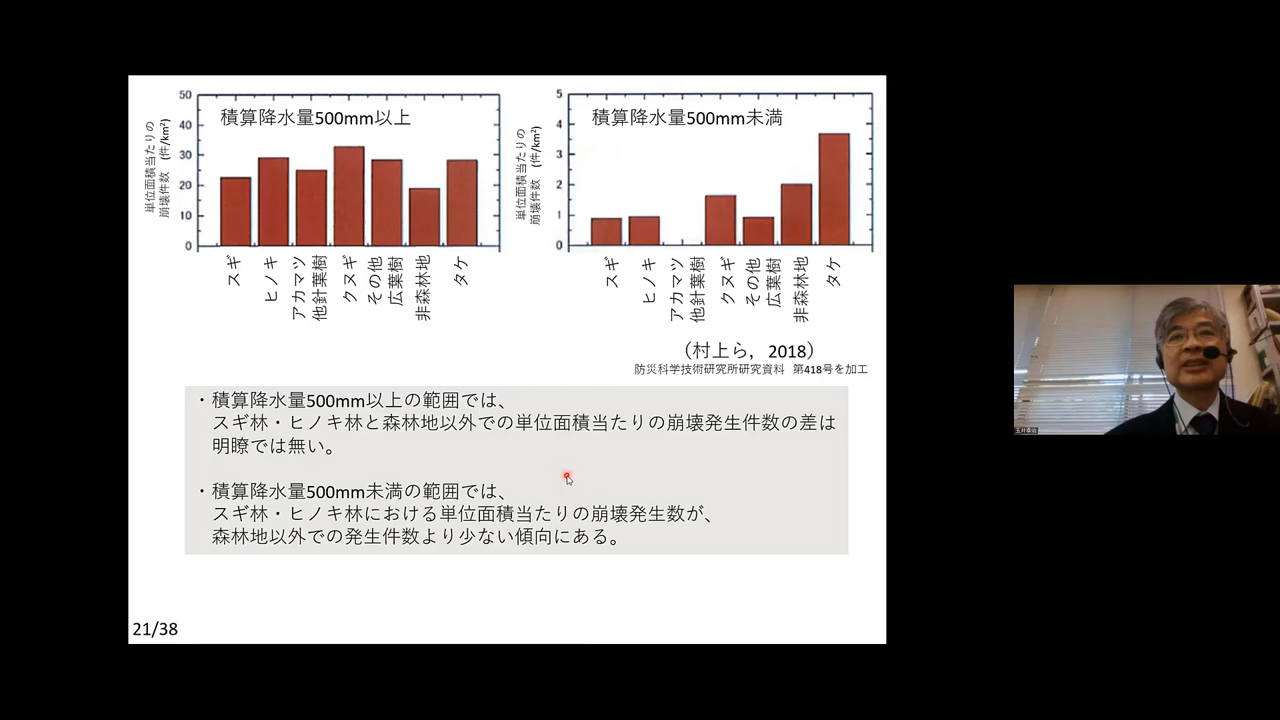 積算降水量500mm以上
単位面積当たりの
崩壊件数 (件/km²)
50
40
30
20
10
0
スギ
ヒノキ
アカマツ
他針葉樹
クヌギ
その他
広葉樹
非森林地
タケ
積算降水量500mm未満
単位面積当たりの
崩壊件数 (件/km²)
5
4
3
2
1
0
スギ
ヒノキ
アカマツ
他針葉樹
クヌギ
その他
広葉樹
非森林地
タケ
（村上ら，2018）
防災科学技術研究所研究資料 第418号を加工
・積算降水量500mm以上の範囲では、
スギ林・ヒノキ林と森林地以外での単位面積当たりの崩壊発生件数の差は
明瞭では無い。
・積算降水量500mm未満の範囲では、
スギ林・ヒノキ林における単位面積当たりの崩壊発生数が、
森林地以外での発生件数より少ない傾向にある。
21/38